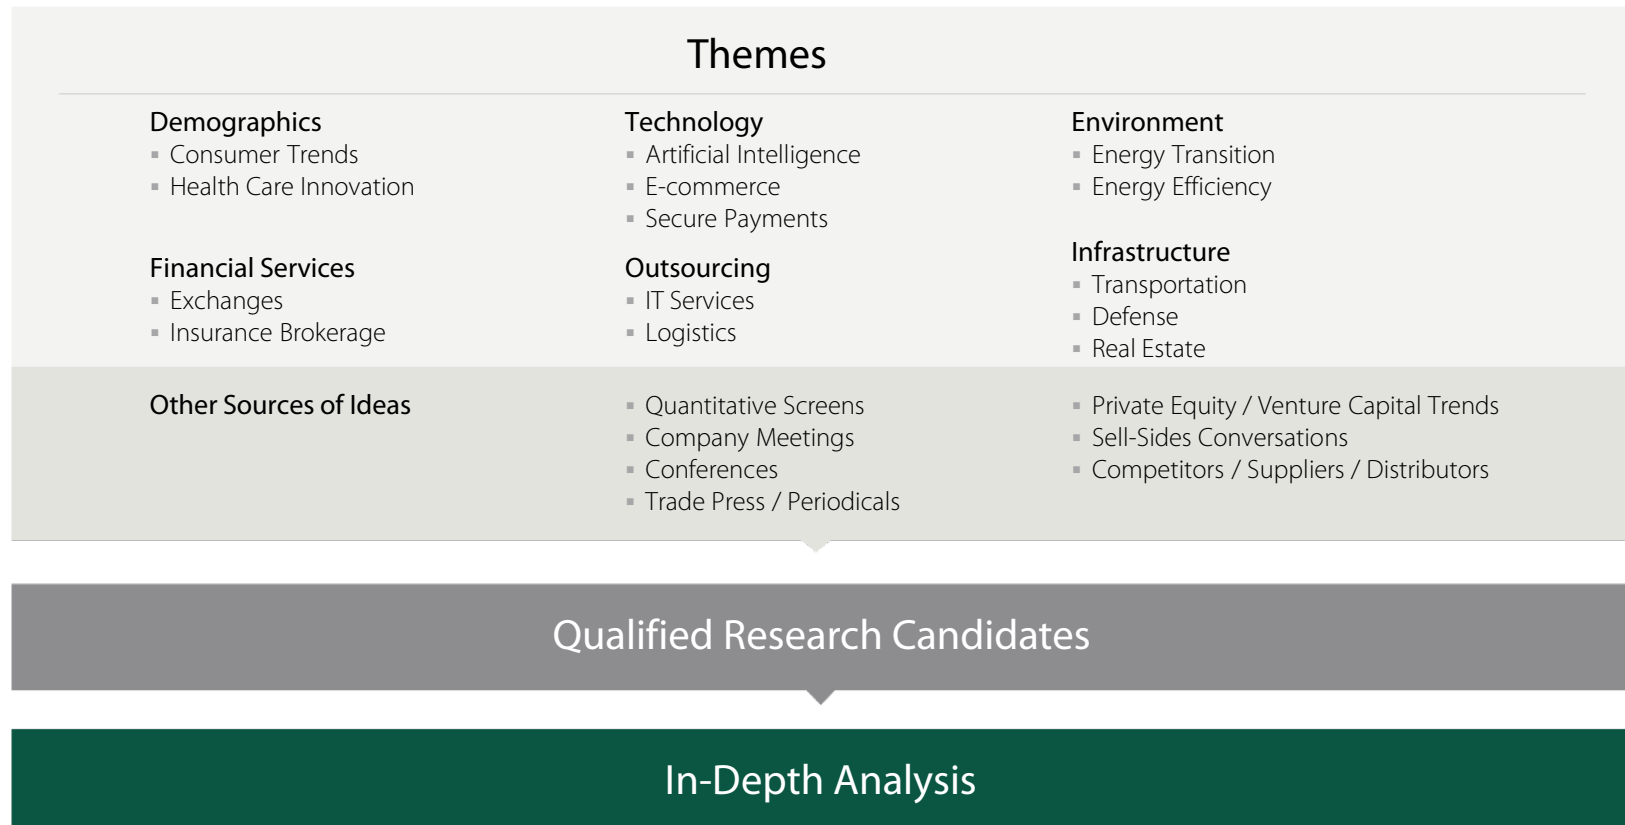 Themes
Demographics
▪ Consumer Trends
▪ Health Care Innovation
Technology
▪ Artificial Intelligence
▪ E-commerce
▪ Secure Payments
Environment
▪ Energy Transition
▪ Energy Efficiency
Financial Services
▪ Exchanges
▪ Insurance Brokerage
Outsourcing
▪ IT Services
▪ Logistics
Infrastructure
▪ Transportation
▪ Defense
▪ Real Estate
Other Sources of Ideas
▪ Quantitative Screens
▪ Company Meetings
▪ Conferences
▪ Trade Press / Periodicals
▪ Private Equity / Venture Capital Trends
▪ Sell-Sides Conversations
▪ Competitors / Suppliers / Distributors
Qualified Research Candidates
In-Depth Analysis